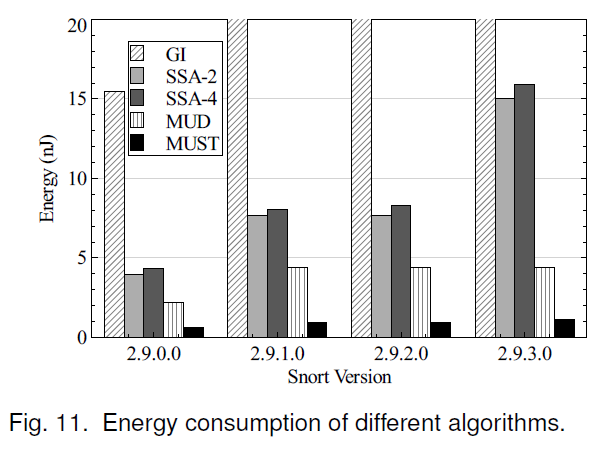 20
15
10
5
0
Energy (nJ)
GI
SSA-2
SSA-4
MUD
MUST
2.9.0.0 2.9.1.0 2.9.2.0 2.9.3.0
Snort Version
Fig. 11. Energy consumption of different algorithms.